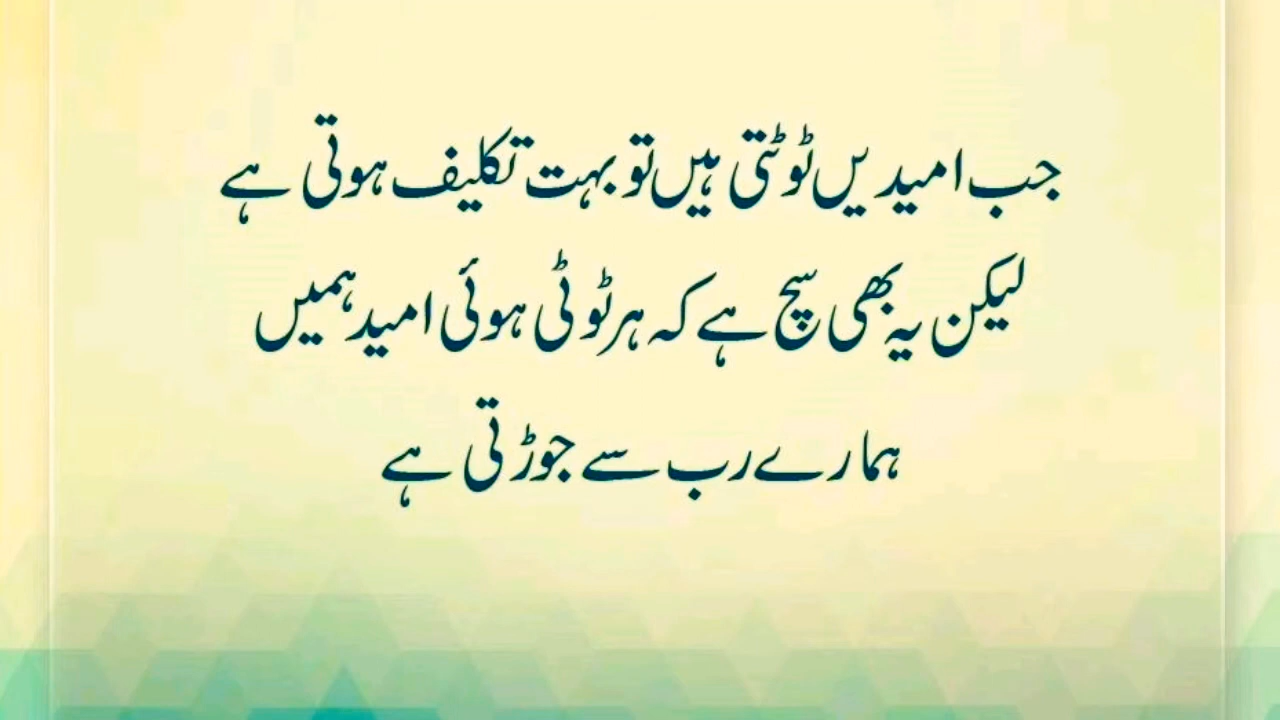 جب امیدیں ٹوٹتی ہیں تو بہت تکلیف ہوتی ہے
لیکن یہ بھی سچ ہے کہ ہر ٹوٹی ہوئی امید ہمیں
ہمارے رب سے جوڑتی ہے